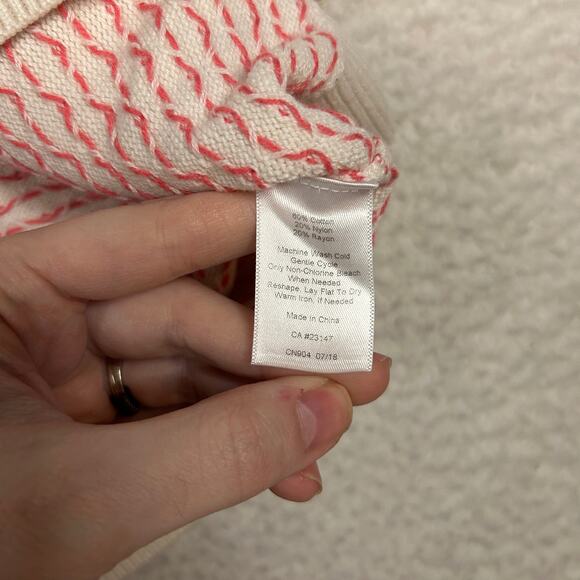 60% Cotton
20% Nylon
20% Rayon
Machine Wash Cold
Gentle Cycle
Only Non-Chlorine Bleach
When Needed
Reshape, Lay Flat To Dry
Warm Iron, If Needed
Made in China
CA #23147
CN904 07/18